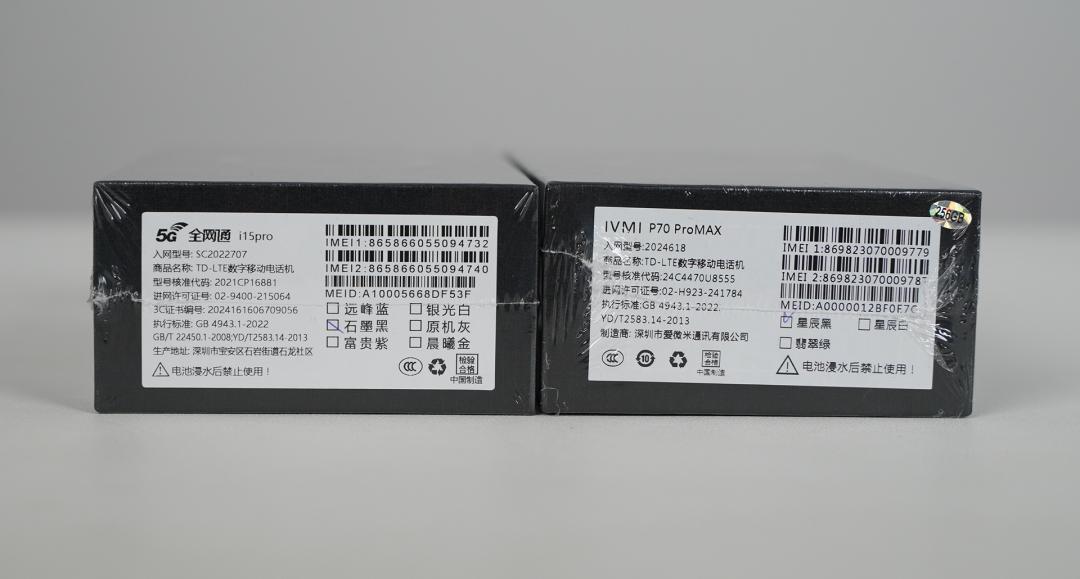 5G 全网通 i15pro
入网型号: SC2022707
商品名称: TD-LTE数字移动电话机
型号核准代码: 2021CP16881
进网许可证号: 02-9400-215064
3C证书编号: 2024161606709056
执行标准: GB 4943.1-2022
GB/T 22450.1-2008;YD/T2583.14-2013
生产地址: 深圳市宝安区石岩街道石龙社区
电池浸水后禁止使用！
IMEI1:865866055094732
IMEI2:865866055094740
MEID:A10005668DF53F
远峰蓝 银光白
石墨黑 原机灰
富贵紫 晨曦金
CCC
检验
合格
中国制造
IVMI P70 ProMAX
入网型号:2024618
商品名称:TD-LTE数字移动电话机
型号核准代码:24C4470U8555
进网许可证号:02-H923-241784
执行标准:GB 4943.1-2022.
YD/T2583.14-2013
制造商: 深圳市爱微米通讯有限公司
CCC
10
检验
合格
中国制造
256GB
IMEI 1:869823070009779
IMEI 2:869823070009787
MEID:A0000012BF0F7C
星辰黑 星辰白
翡翠绿
电池浸水后禁止使用！